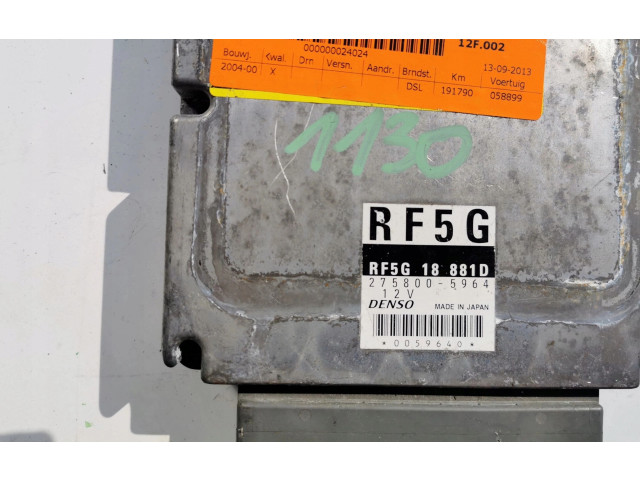 12F.002
000000024024
13-09-2013
Bouwj. Kwal. Drn Versn. Aandr. Brndst. Km Voertuig
2004-00 X DSL 191790 058899
1130
RF5G
RF5G 18 881D
275800-5964
12V
DENSO MADE IN JAPAN
*0059640*